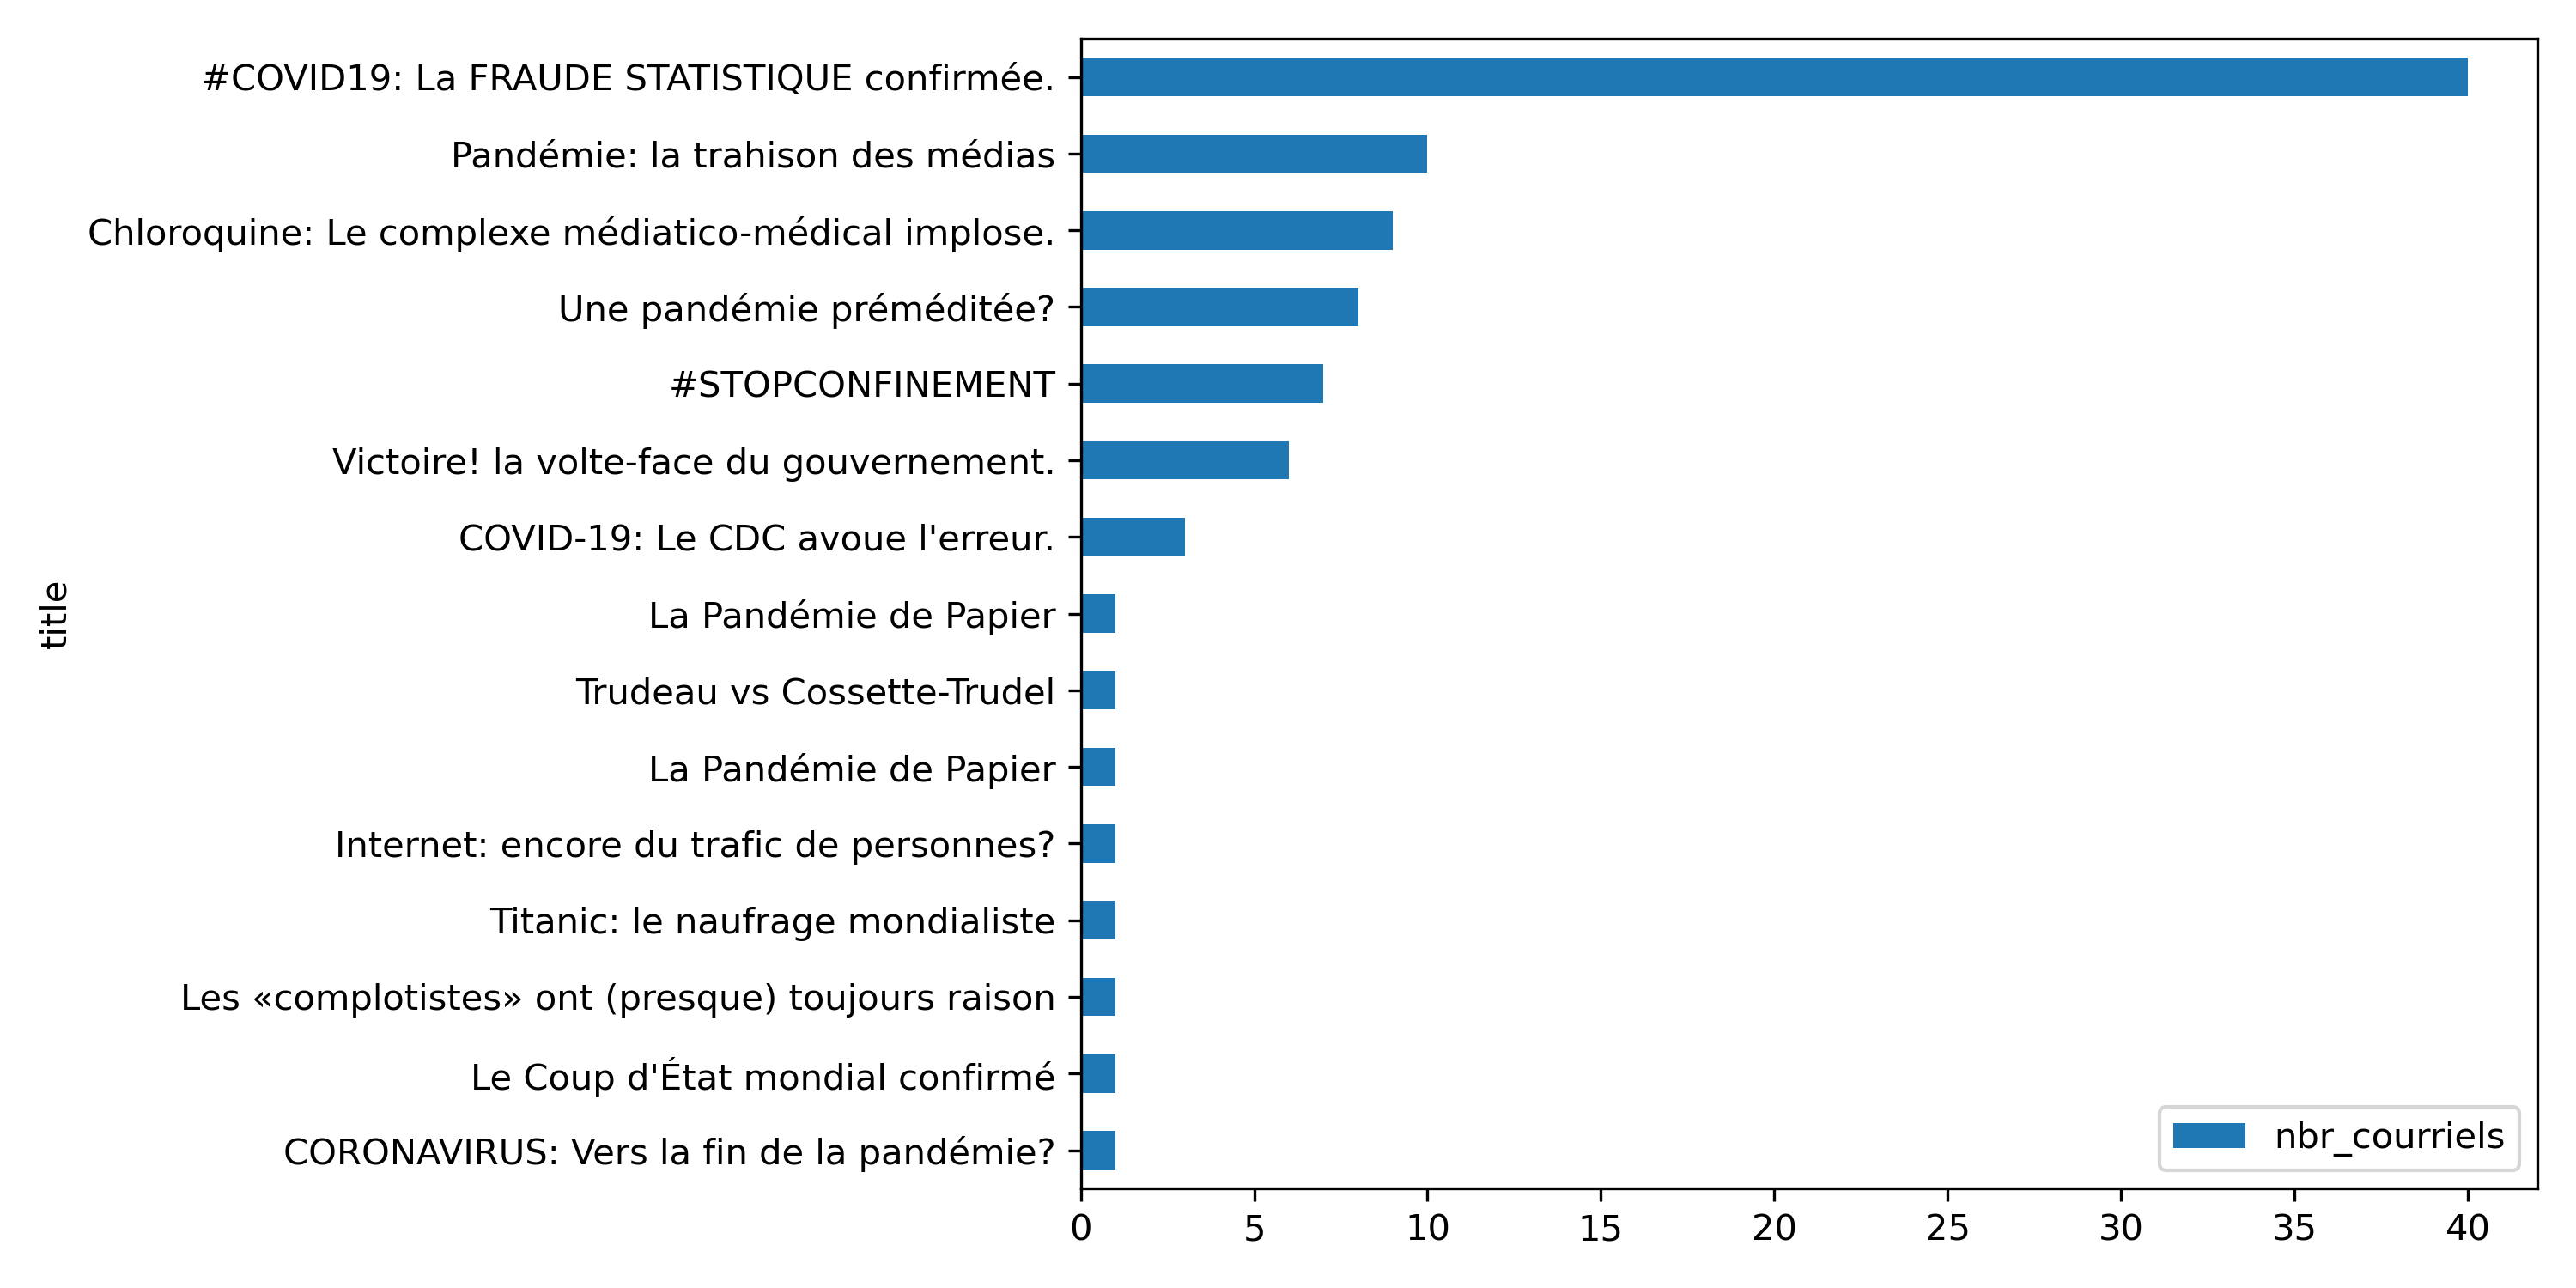 #COVID19: La FRAUDE STATISTIQUE confirmée.
Pandémie: la trahison des médias
Chloroquine: Le complexe médiatico-médical implose.
Une pandémie préméditée?
#STOPCONFINEMENT
Victoire! la volte-face du gouvernement.
COVID-19: Le CDC avoue l'erreur.
La Pandémie de Papier
Trudeau vs Cossette-Trudel
La Pandémie de Papier
Internet: encore du trafic de personnes?
Titanic: le naufrage mondialiste
Les «complotistes» ont (presque) toujours raison
Le Coup d'État mondial confirmé
CORONAVIRUS: Vers la fin de la pandémie?
title
nbr_courriels
0 5 10 15 20 25 30 35 40